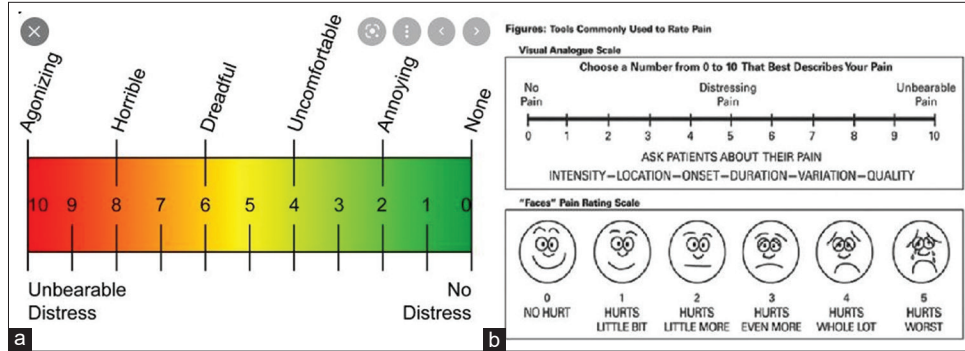 Agonizing
Horrible
Dreadful
Uncomfortable
Annoying
None
10 9 8 7 6 5 4 3 2 1 0
Unbearable
Distress
No
Distress
a
Figures: Tools Commonly Used to Rate Pain
Visual Analogue Scale
Choose a Number from 0 to 10 That Best Describes Your Pain
No
Pain
Distressing
Pain
Unbearable
Pain
0 1 2 3 4 5 6 7 8 9 10
ASK PATIENTS ABOUT THEIR PAIN
INTENSITY–LOCATION–ONSET–DURATION–VARIATION–QUALITY
"Faces" Pain Rating Scale
0 1 2 3 4 5
NO HURT
HURTS
LITTLE BIT
HURTS
LITTLE MORE
HURTS
EVEN MORE
HURTS
WHOLE LOT
HURTS
WORST
b